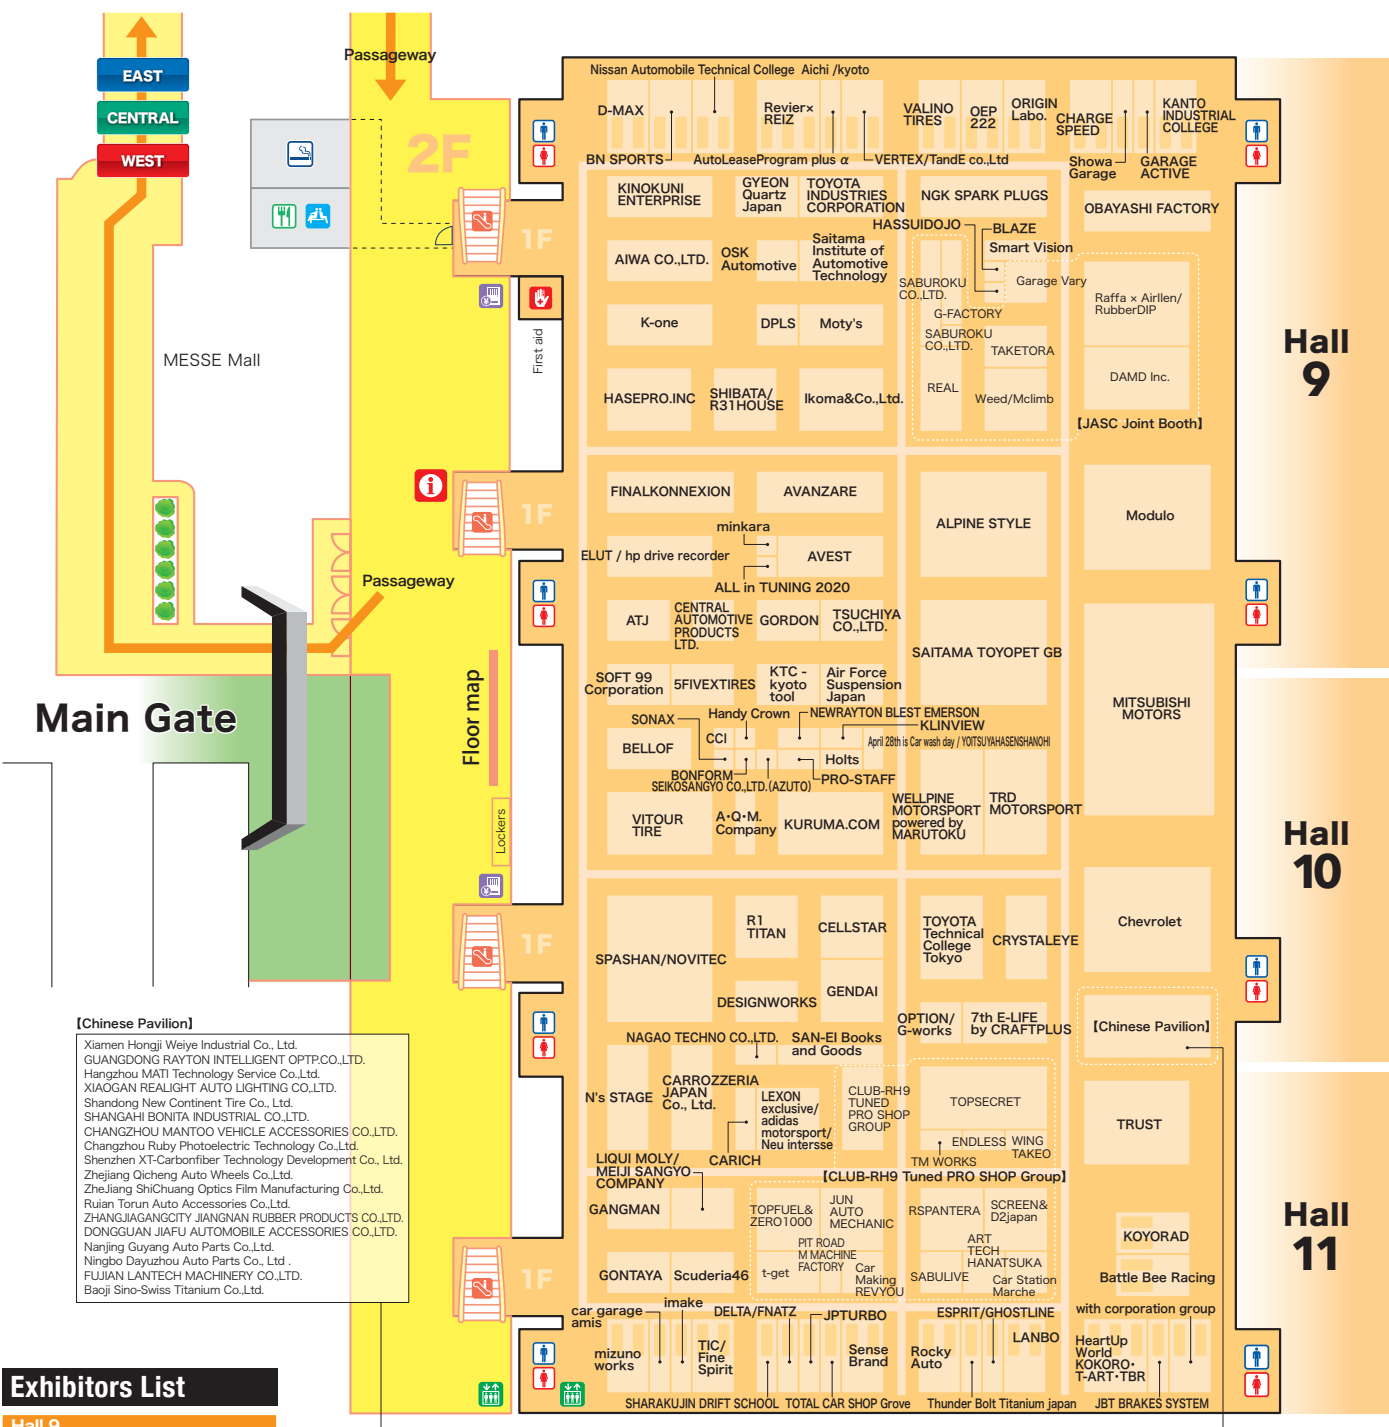 Passageway
EAST
CENTRAL
WEST
2F
Nissan Automobile Technical College Aichi /kyoto
D-MAX
Revier×
REIZ
VALINO
TIRES
OEP
222
ORIGIN
Labo.
CHARGE
SPEED
KANTO
INDUSTRIAL
COLLEGE
BN SPORTS
AutoLeaseProgram plus α
VERTEX/TandE co.,Ltd
Showa
Garage
GARAGE
ACTIVE
KINOKUNI
ENTERPRISE
GYEON
Quartz
Japan
TOYOTA
INDUSTRIES
CORPORATION
NGK SPARK PLUGS
OBAYASHI FACTORY
HASSUIDOJO
BLAZE
Smart Vision
1F
AIWA CO.,LTD.
OSK
Automotive
Saitama
Institute of
Automotive
Technology
SABUROKU
CO.,LTD.
Garage Vary
Raffa × Airllen/
RubberDIP
G-FACTORY
K-one
DPLS
Moty's
SABUROKU
CO.,LTD.
TAKETORA
First aid
MESSE Mall
Hall
9
HASEPRO.INC
SHIBATA/
R31HOUSE
Ikoma&Co.,Ltd.
REAL
Weed/Mclimb
DAMD Inc.
【JASC Joint Booth】
FINALKONNEXION
AVANZARE
ALPINE STYLE
Modulo
1F
minkara
ELUT / hp drive recorder
AVEST
ALL in TUNING 2020
Passageway
ATJ
CENTRAL
AUTOMOTIVE
PRODUCTS
LTD.
GORDON
TSUCHIYA
CO.,LTD.
SAITAMA TOYOPET GB
MITSUBISHI
MOTORS
SOFT 99
Corporation
5FIVEXTIRES
KTC -
kyoto
tool
Air Force
Suspension
Japan
Main Gate
Floor map
SONAX
Handy Crown
NEWRAYTON BLEST EMERSON
KLINVIEW
BELLOF
CCI
April 28th is Car wash day / YOITSUYAHASENSHANOHI
Holts
BONFORM
PRO-STAFF
SEIKOSANGYO CO.,LTD.(AZUTO)
Lockers
VITOUR
TIRE
A・Q・M.
Company
KURUMA.COM
WELLPINE
MOTORSPORT
powered by
MARUTOKU
TRD
MOTORSPORT
Hall
10
1F
SPASHAN/NOVITEC
R1
TITAN
CELLSTAR
TOYOTA
Technical
College
Tokyo
CRYSTALEYE
Chevrolet
DESIGNWORKS
GENDAI
OPTION/
G-works
7th E-LIFE
by CRAFTPLUS
【Chinese Pavilion】
NAGAO TECHNO CO.,LTD.
SAN-EI Books
and Goods
【Chinese Pavilion】
Xiamen Hongji Weiye Industrial Co., Ltd.
GUANGDONG RAYTON INTELLIGENT OPTP.CO.,LTD.
Hangzhou MATI Technology Service Co.,Ltd.
XIAOGAN REALIGHT AUTO LIGHTING CO,.LTD.
Shandong New Continent Tire Co., Ltd.
SHANGAHI BONITA INDUSTRIAL CO.,LTD.
CHANGZHOU MANTOO VEHICLE ACCESSORIES CO.,LTD.
Changzhou Ruby Photoelectric Technology Co.,Ltd.
Shenzhen XT-Carbonfiber Technology Development Co., Ltd.
Zhejiang Qicheng Auto Wheels Co.,Ltd.
ZheJiang ShiChuang Optics Film Manufacturing Co.,Ltd.
Ruian Torun Auto Accessories Co.,Ltd.
ZHANGJIAGANGCITY JIANGNAN RUBBER PRODUCTS CO.,LTD.
DONGGUAN JIAFU AUTOMOBILE ACCESSORIES CO.,LTD.
Nanjing Guyang Auto Parts Co.,Ltd.
Ningbo Dayuzhou Auto Parts Co., Ltd .
FUJIAN LANTECH MACHINERY CO.,LTD.
Baoji Sino-Swiss Titanium Co.,Ltd.
N's STAGE
CARROZZERIA
JAPAN
Co., Ltd.
LEXON
exclusive/
adidas
motorsport/
Neu intersse
CARICH
CLUB-RH9
TUNED
PRO SHOP
GROUP
TOPSECRET
TRUST
ENDLESS
WING
TAKEO
TM WORKS
【CLUB-RH9 Tuned PRO SHOP Group】
LIQUI MOLY/
MEIJI SANGYO
COMPANY
GANGMAN
TOPFUEL&
ZERO1000
JUN
AUTO
MECHANIC
RSPANTERA
SCREEN&
D2japan
KOYORAD
Hall
11
PIT ROAD
M MACHINE
FACTORY
ART
TECH
HANATSUKA
1F
GONTAYA
Scuderia46
t-get
Car
Making
REVYOU
SABULIVE
Car Station
Marche
Battle Bee Racing
car garage
amis
imake
DELTA/FNATZ
JPTURBO
ESPRIT/GHOSTLINE
with corporation group
mizuno
works
TIC/
Fine
Spirit
Sense
Brand
Rocky
Auto
LANBO
HeartUp
World
KOKORO・
T-ART・TBR
SHARAKUJIN DRIFT SCHOOL
TOTAL CAR SHOP Grove
Thunder Bolt Titanium japan
JBT BRAKES SYSTEM
Exhibitors List
Hall 9